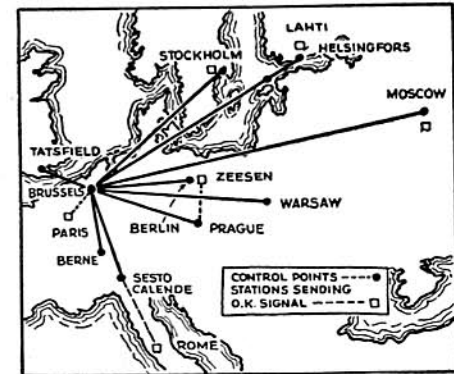 LAHTI
HELSINGFORS
STOCKHOLM
MOSCOW
TATSFIELD
BRUSSELS
ZEESEN
WARSAW
PARIS
BERLIN
PRAGUE
BERNE
SESTO
CALENDE
ROME
CONTROL POINTS
STATIONS SENDING
O.K. SIGNAL